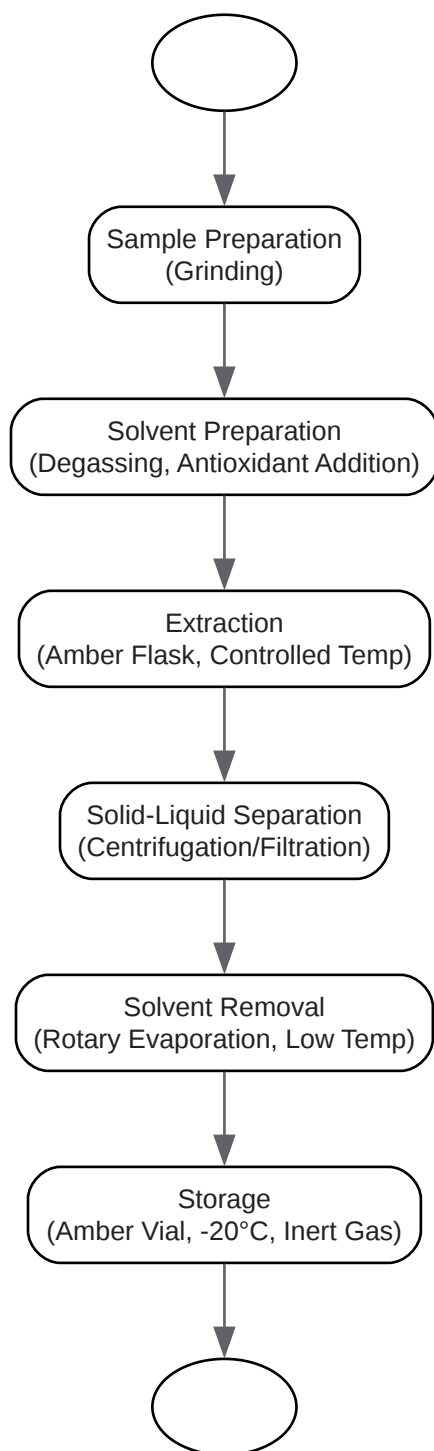 Sample Preparation
(Grinding)
Solvent Preparation
(Degassing, Antioxidant Addition)
Extraction
(Amber Flask, Controlled Temp)
Solid-Liquid Separation
(Centrifugation/Filtration)
Solvent Removal
(Rotary Evaporation, Low Temp)
Storage
(Amber Vial, -20°C, Inert Gas)